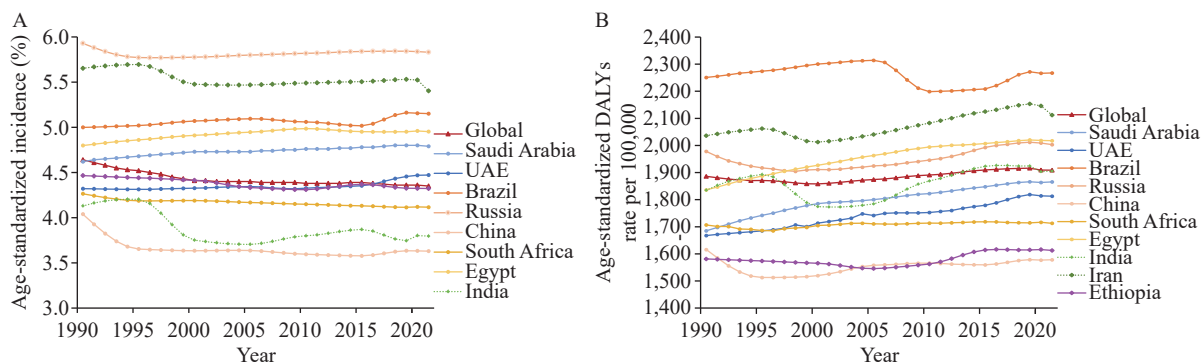 A
Age-standardized incidence (%)
6.0
5.5
5.0
4.5
4.0
3.5
3.0
1990 1995 2000 2005 2010 2015 2020
Year
Global
Saudi Arabia
UAE
Brazil
Russia
China
South Africa
Egypt
India
B
Age-standardized DALYs
rate per 100,000
2,400
2,300
2,200
2,100
2,000
1,900
1,800
1,700
1,600
1,500
1,400
1990 1995 2000 2005 2010 2015 2020
Year
Global
Saudi Arabia
UAE
Brazil
Russia
China
South Africa
Egypt
India
Iran
Ethiopia